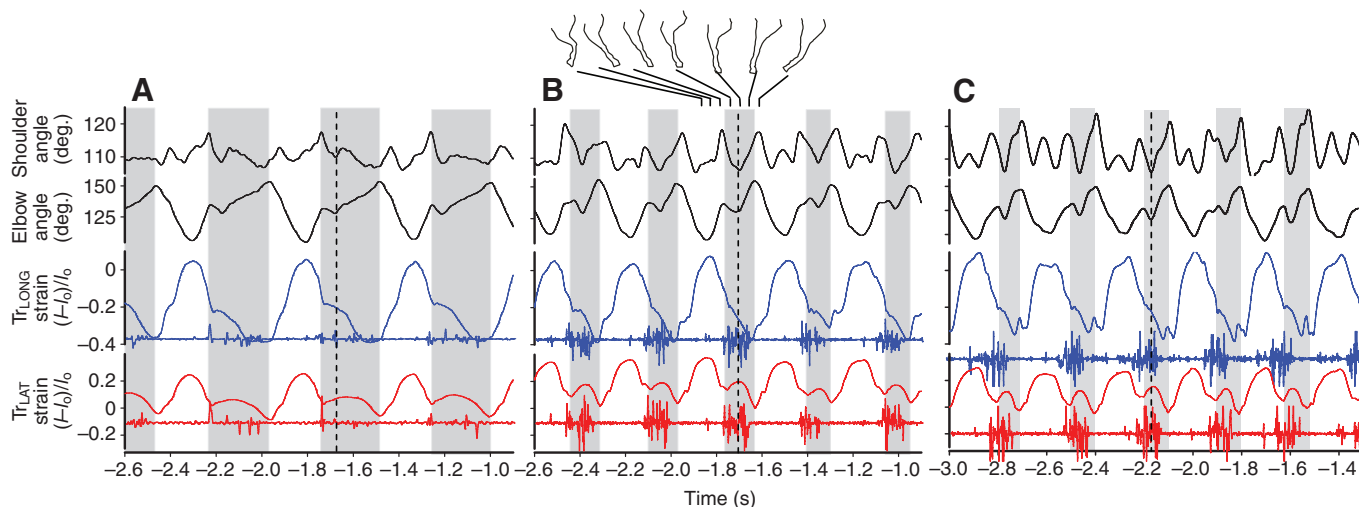 A
B
C
Shoulder
angle
(deg.)
120
110
Elbow
angle
(deg.)
150
125
TrLONG
strain
(l–l0)/l0
0
–0.2
–0.4
TrLAT
strain
(l–l0)/l0
0.2
0
–0.2
–2.6 –2.4 –2.2 –2.0 –1.8 –1.6 –1.4 –1.2 –1.0
–2.6 –2.4 –2.2 –2.0 –1.8 –1.6 –1.4 –1.2 –1.0
–3.0 –2.8 –2.6 –2.4 –2.2 –2.0 –1.8 –1.6 –1.4
Time (s)